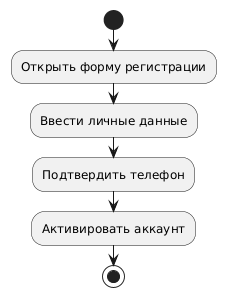 Открыть форму регистрации
Ввести личные данные
Подтвердить телефон
Активировать аккаунт